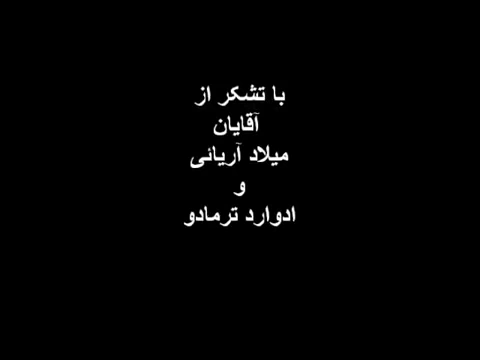 با تشکر از
آقایان
میلاد آریائی
و
ادوارد ترمادو